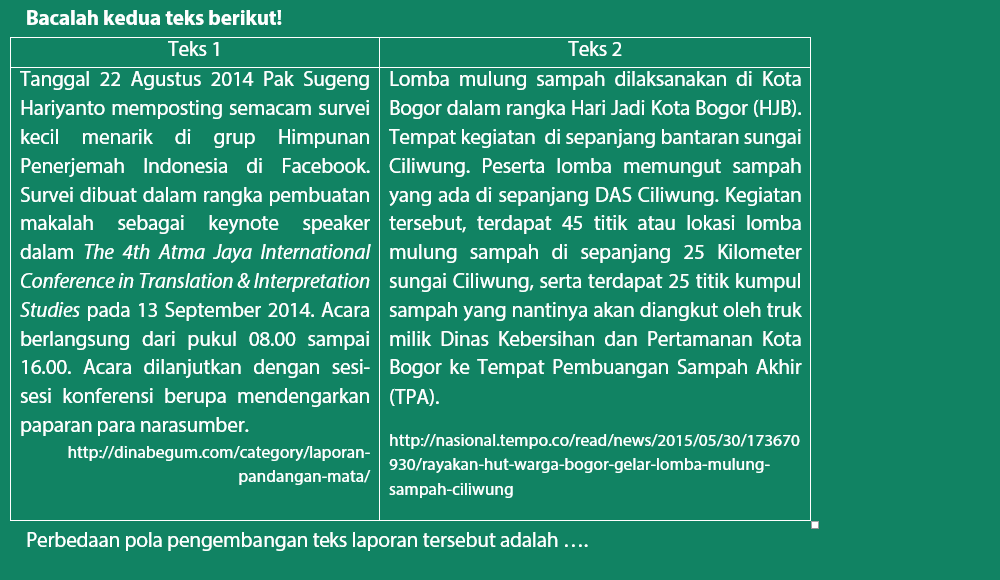 Bacalah kedua teks berikut!
Teks 1
Tanggal 22 Agustus 2014 Pak Sugeng
Hariyanto memposting semacam survei
kecil menarik di grup Himpunan
Penerjemah Indonesia di Facebook.
Survei dibuat dalam rangka pembuatan
makalah sebagai keynote speaker
dalam The 4th Atma Jaya International
Conference in Translation & Interpretation
Studies pada 13 September 2014. Acara
berlangsung dari pukul 08.00 sampai
16.00. Acara dilanjutkan dengan sesi-
sesi konferensi berupa mendengarkan
paparan para narasumber.
http://dinabegum.com/category/laporan-
pandangan-mata/
Teks 2
Lomba mulung sampah dilaksanakan di Kota
Bogor dalam rangka Hari Jadi Kota Bogor (HJB).
Tempat kegiatan di sepanjang bantaran sungai
Ciliwung. Peserta lomba memungut sampah
yang ada di sepanjang DAS Ciliwung. Kegiatan
tersebut, terdapat 45 titik atau lokasi lomba
mulung sampah di sepanjang 25 Kilometer
sungai Ciliwung, serta terdapat 25 titik kumpul
sampah yang nantinya akan diangkut oleh truk
milik Dinas Kebersihan dan Pertamanan Kota
Bogor ke Tempat Pembuangan Sampah Akhir
(TPA).
http://nasional.tempo.co/read/news/2015/05/30/173670
930/rayakan-hut-warga-bogor-gelar-lomba-mulung-
sampah-ciliwung
Perbedaan pola pengembangan teks laporan tersebut adalah ….